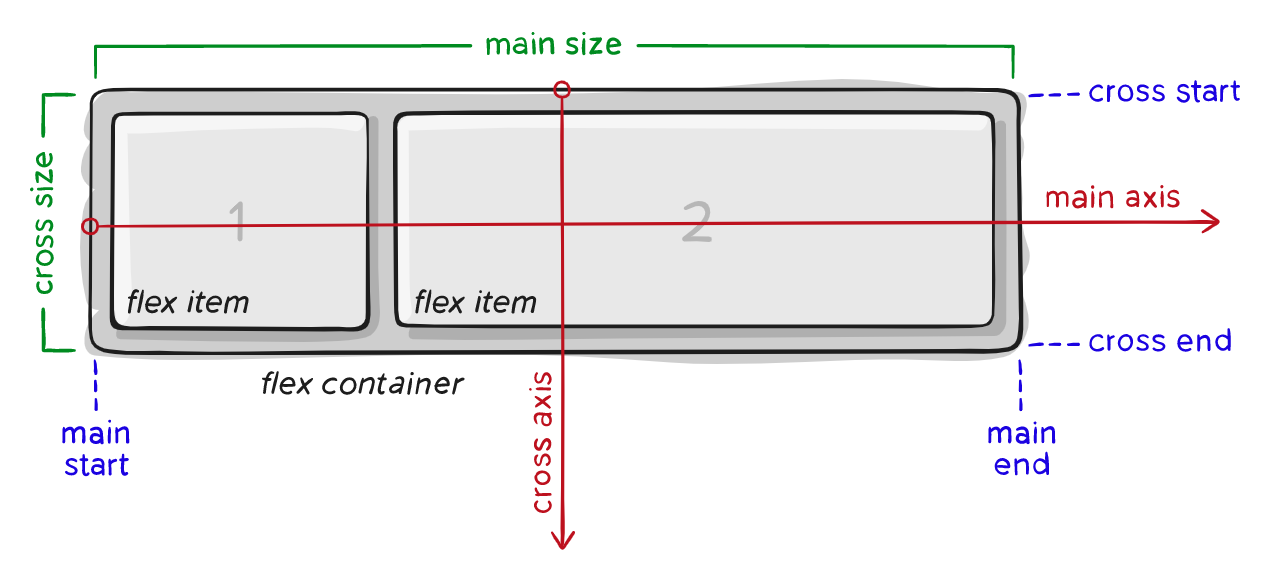 main size
cross start
cross size
main axis
1
2
flex item
flex item
cross end
flex container
cross axis
main
start
main
end